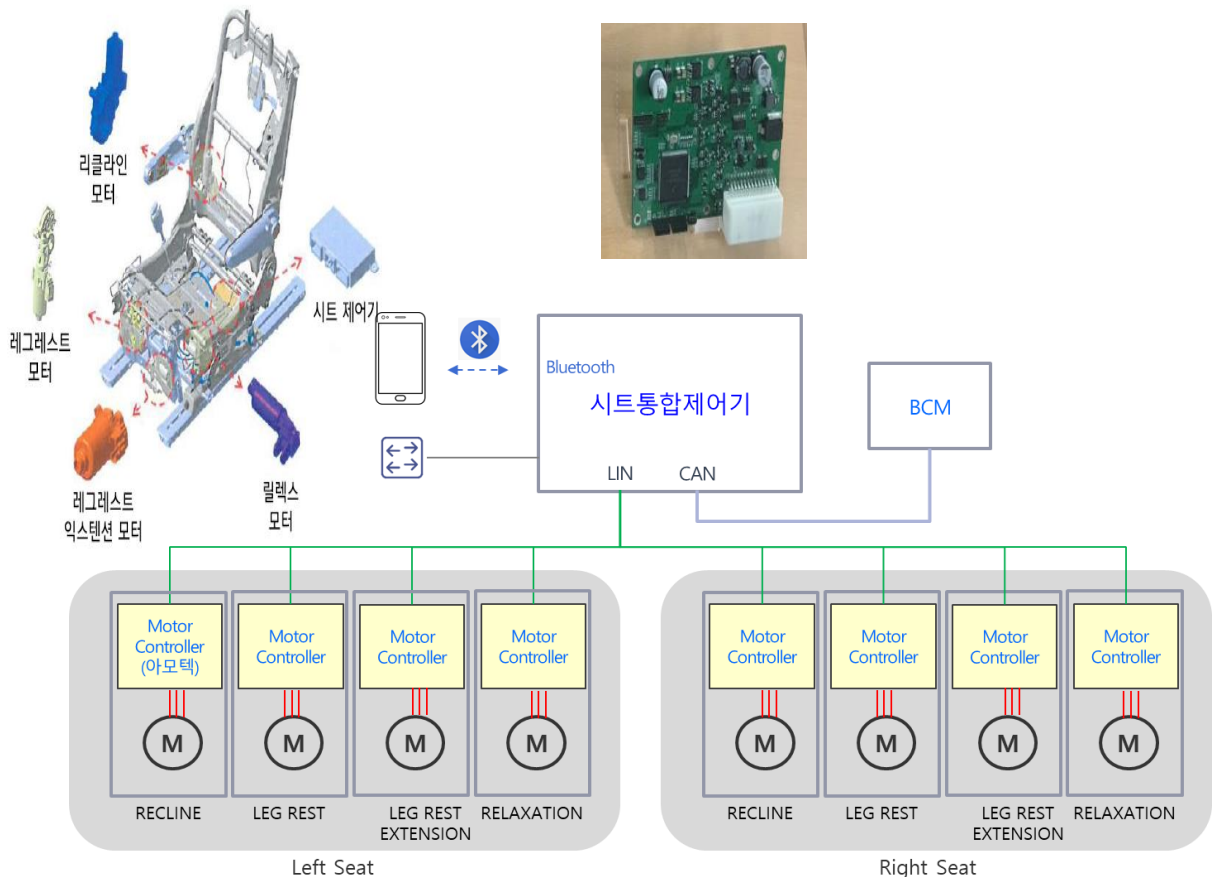 리클라인
모터
레그레스트
모터
시트 제어기
레그레스트
익스텐션 모터
릴렉스
모터
Bluetooth
시트통합제어기
LIN
CAN
BCM
Motor
Controller
(아모텍)
Motor
Controller
Motor
Controller
Motor
Controller
Motor
Controller
Motor
Controller
Motor
Controller
Motor
Controller
M
M
M
M
M
M
M
M
RECLINE
LEG REST
LEG REST
EXTENSION
RELAXATION
RECLINE
LEG REST
LEG REST
EXTENSION
RELAXATION
Left Seat
Right Seat